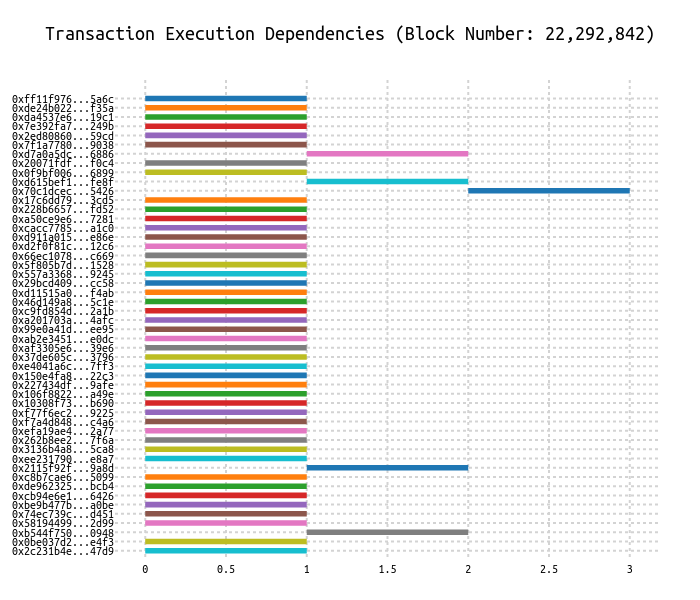 Transaction Execution Dependencies (Block Number: 22,292,842)
0xff11f976...5a6c
0xde24b022...f35a
0xda4537e6...19c1
0x7e392fa7...249b
0x2ed80860...59cd
0x7f1a7780...9038
0xd7a0a5dc...6886
0x20071fdf...f0c4
0x0f9bf006...6899
0xd615bef1...fe8f
0x70c1dcec...5426
0x17c6dd79...3cd5
0x228b6657...fd52
0xa50ce9e6...7281
0xcacc7785...a1c0
0xd911a015...e86e
0xd2f0f81c...12c6
0x66ec1078...c669
0x5f805b7d...1528
0x557a3368...9245
0x29bcd409...cc58
0xd11515a0...f4ab
0x46d149a8...5c1e
0xc9fd854d...2a1b
0xa201703a...4afc
0x99e0a41d...ee95
0xab2e3451...e0dc
0xaf3305e6...39e6
0x37de605c...3796
0xe4041a6c...7ff3
0x150e4fa8...22c3
0x227434df...9afe
0x106f8822...a49e
0x10308f73...b690
0xf77f6ec2...9225
0xf7a4d848...c4a6
0xefa19ae4...2a77
0x262b8ee2...7f6a
0x3136b4a8...5ca8
0xee231790...e8a7
0x2115f92f...9a8d
0xc8b7cae6...5099
0xde962325...bcb4
0xcb94e6e1...6426
0xbe9b477b...a0be
0x74ec739c...d451
0x58194499...2d99
0xb544f750...0948
0x0be037d2...e4f3
0x2c231b4e...47d9
0 0.5 1 1.5 2 2.5 3